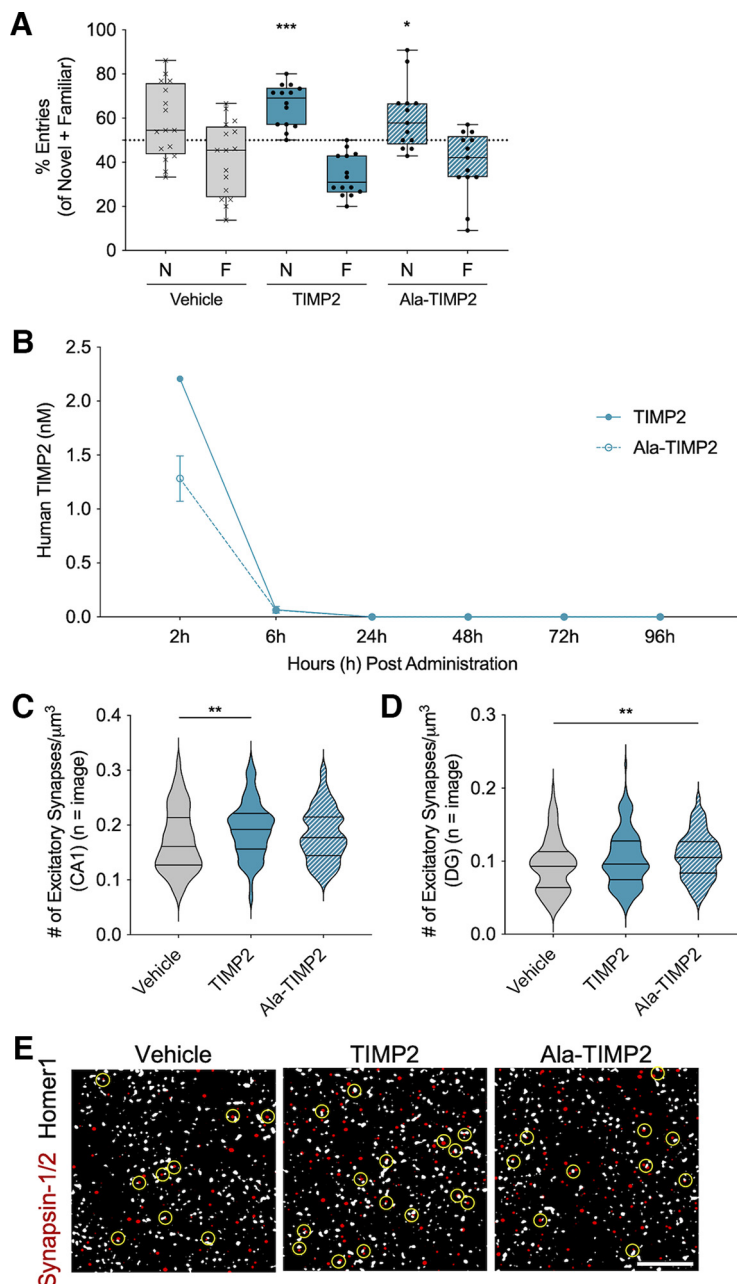 A
% Entries
(of Novel + Familiar)
100
80
60
40
20
0
***
*
N F N F N F
Vehicle TIMP2 Ala-TIMP2
B
Human TIMP2 (nM)
2.5
2.0
1.5
1.0
0.5
0.0
TIMP2
Ala-TIMP2
2h 6h 24h 48h 72h 96h
Hours (h) Post Administration
C
# of Excitatory Synapses/μm³
(CA1) (n = image)
0.4
0.3
0.2
0.1
0.0
**
Vehicle
TIMP2
Ala-TIMP2
D
# of Excitatory Synapses/μm³
(DG) (n = image)
0.3
0.2
0.1
0.0
**
Vehicle
TIMP2
Ala-TIMP2
E
Synapsin-1/2 Homer1
Vehicle TIMP2 Ala-TIMP2